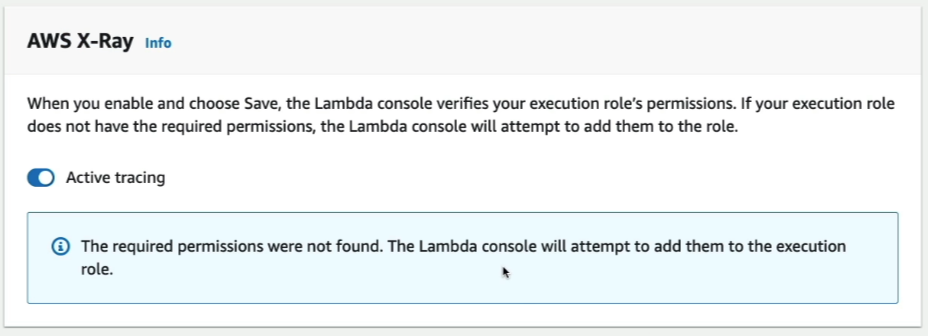 AWS X-Ray Info
When you enable and choose Save, the Lambda console verifies your execution role's permissions. If your execution role
does not have the required permissions, the Lambda console will attempt to add them to the role.
Active tracing
The required permissions were not found. The Lambda console will attempt to add them to the execution
role.